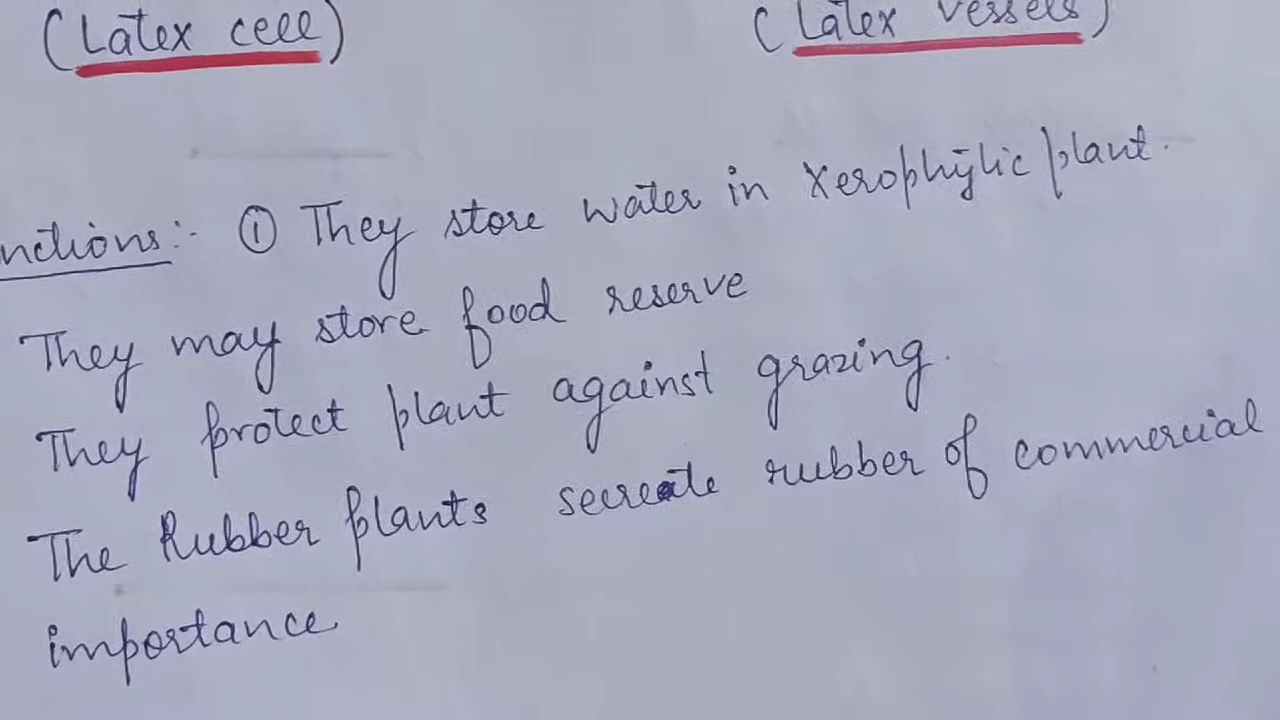 (Latex cell) (Latex vessels)
nctions:- ① They store water in xerophylic plant.
They may store food reserve
They protect plant against grazing.
The Rubber plants secreate rubber of commercial
importance